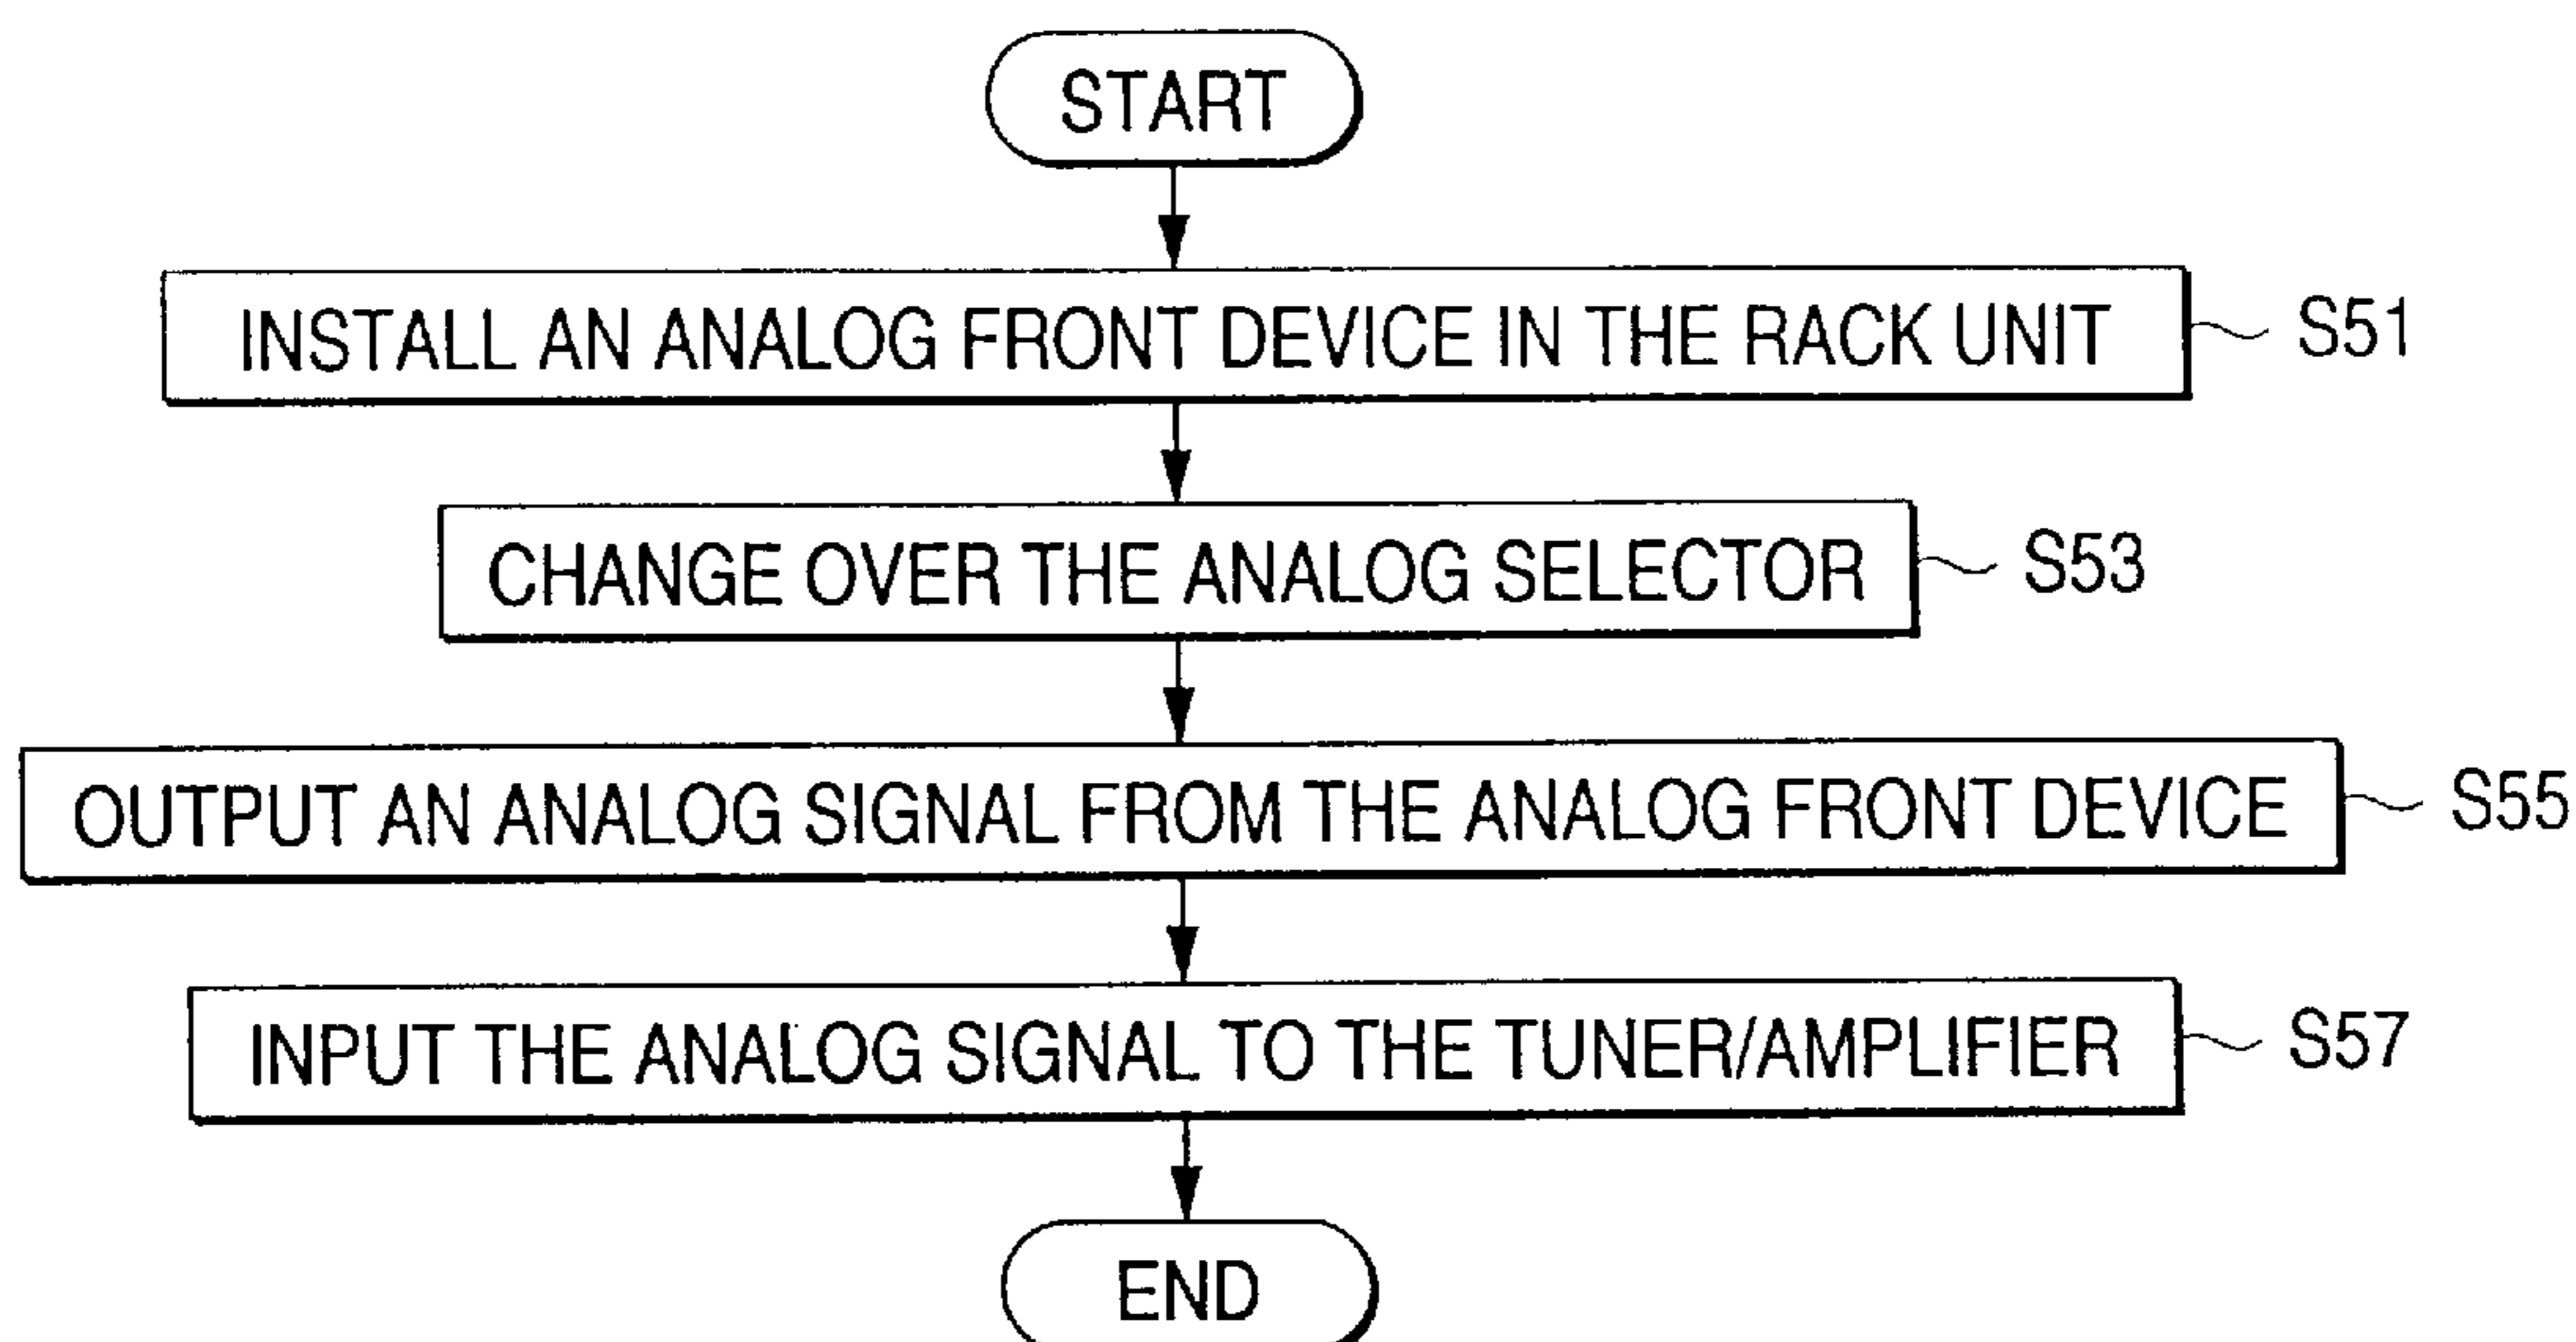 START
INSTALL AN ANALOG FRONT DEVICE IN THE RACK UNIT S51
CHANGE OVER THE ANALOG SELECTOR S53
OUTPUT AN ANALOG SIGNAL FROM THE ANALOG FRONT DEVICE S55
INPUT THE ANALOG SIGNAL TO THE TUNER/AMPLIFIER S57
END